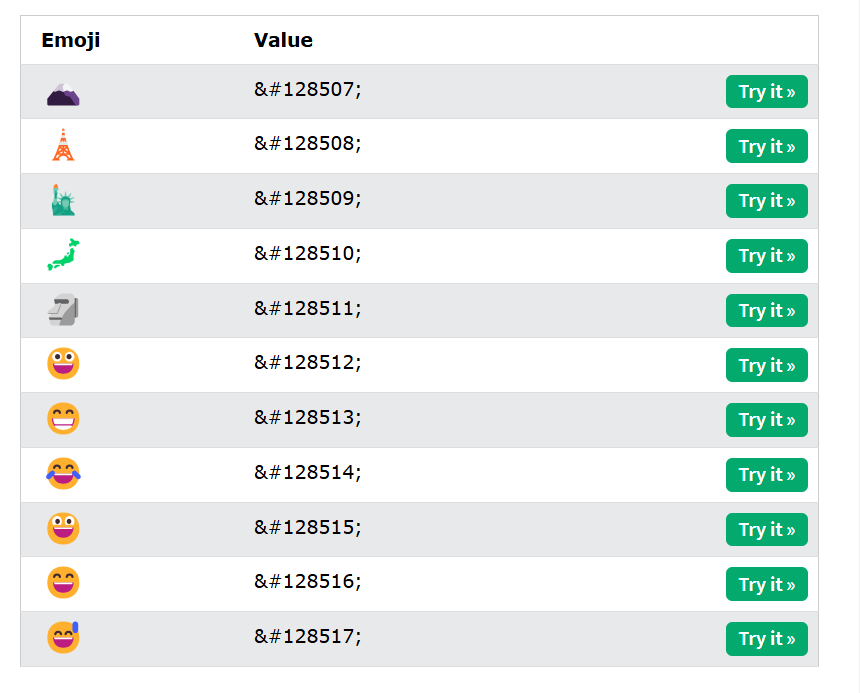 Emoji Value
&#128507; Try it »
&#128508; Try it »
&#128509; Try it »
&#128510; Try it »
&#128511; Try it »
&#128512; Try it »
&#128513; Try it »
&#128514; Try it »
&#128515; Try it »
&#128516; Try it »
&#128517; Try it »